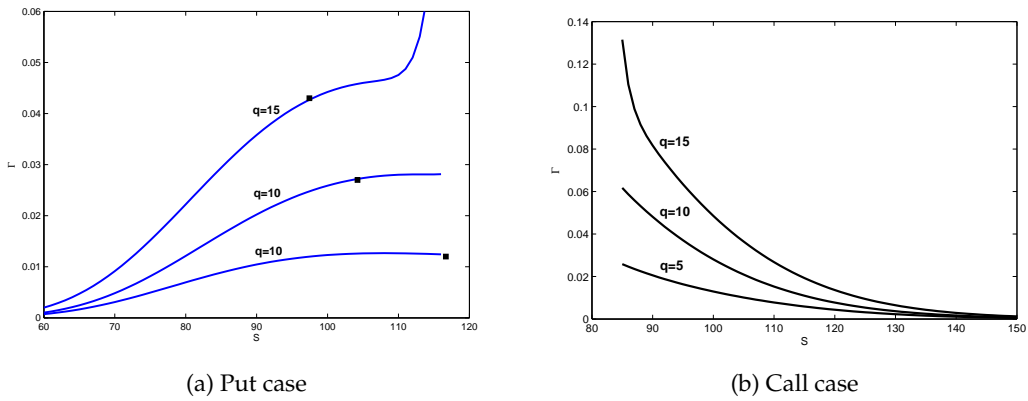 0.06
0.05
0.04
0.03
0.02
0.01
0
Γ
q=15
q=10
q=10
60 70 80 90 100 110 120
S
(a) Put case
0.14
0.12
0.1
0.08
0.06
0.04
0.02
0
Γ
q=15
q=10
q=5
80 90 100 110 120 130 140 150
S
(b) Call case